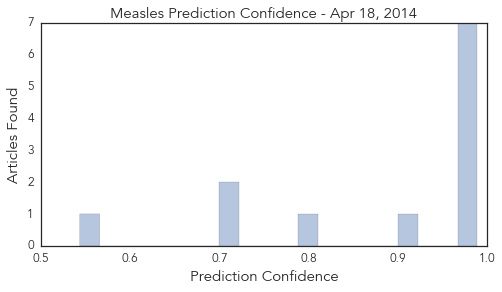 Measles Prediction Confidence - Apr 18, 2014
Articles Found
7
6
5
4
3
2
1
0
0.5 0.6 0.7 0.8 0.9 1.0
Prediction Confidence